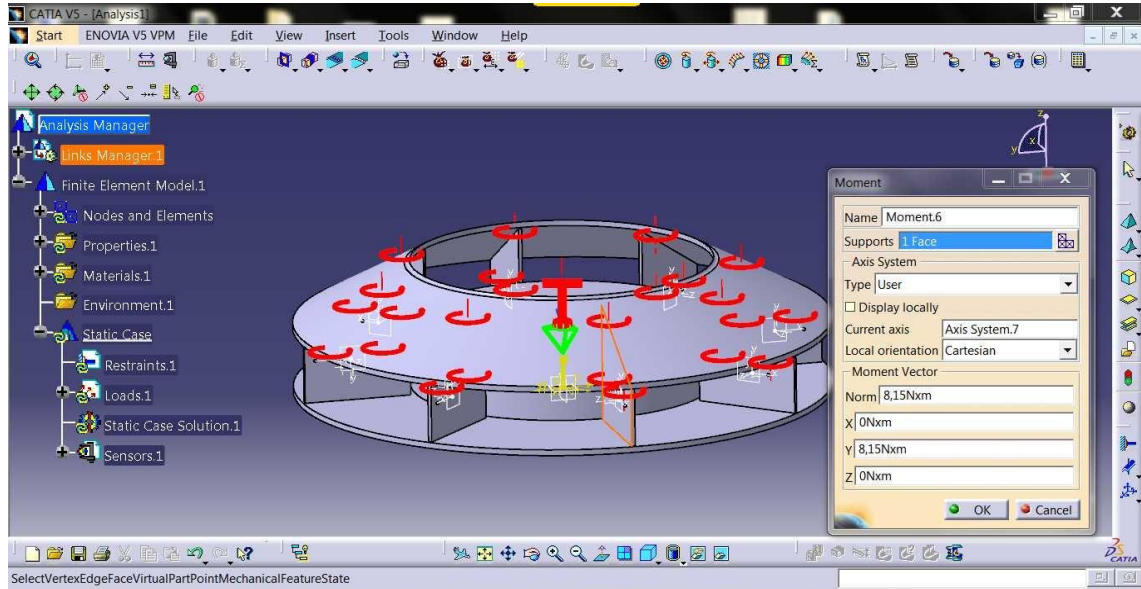 CATIA V5 - [Analysis1]
Start ENOVIA V5 VPM File Edit View Insert Tools Window Help
Analysis Manager
Links Manager.1
Finite Element Model.1
Nodes and Elements
Properties.1
Materials.1
Environment.1
Static Case
Restraints.1
Loads.1
Static Case Solution.1
Sensors.1
z
y x
Moment
Name Moment.6
Supports 1 Face
Axis System
Type User
Display locally
Current axis Axis System.7
Local orientation Cartesian
Moment Vector
Norm 8,15Nxm
X 0Nxm
Y 8,15Nxm
Z 0Nxm
OK Cancel
CATIA
SelectVertexEdgeFaceVirtualPartPointMechanicalFeatureState